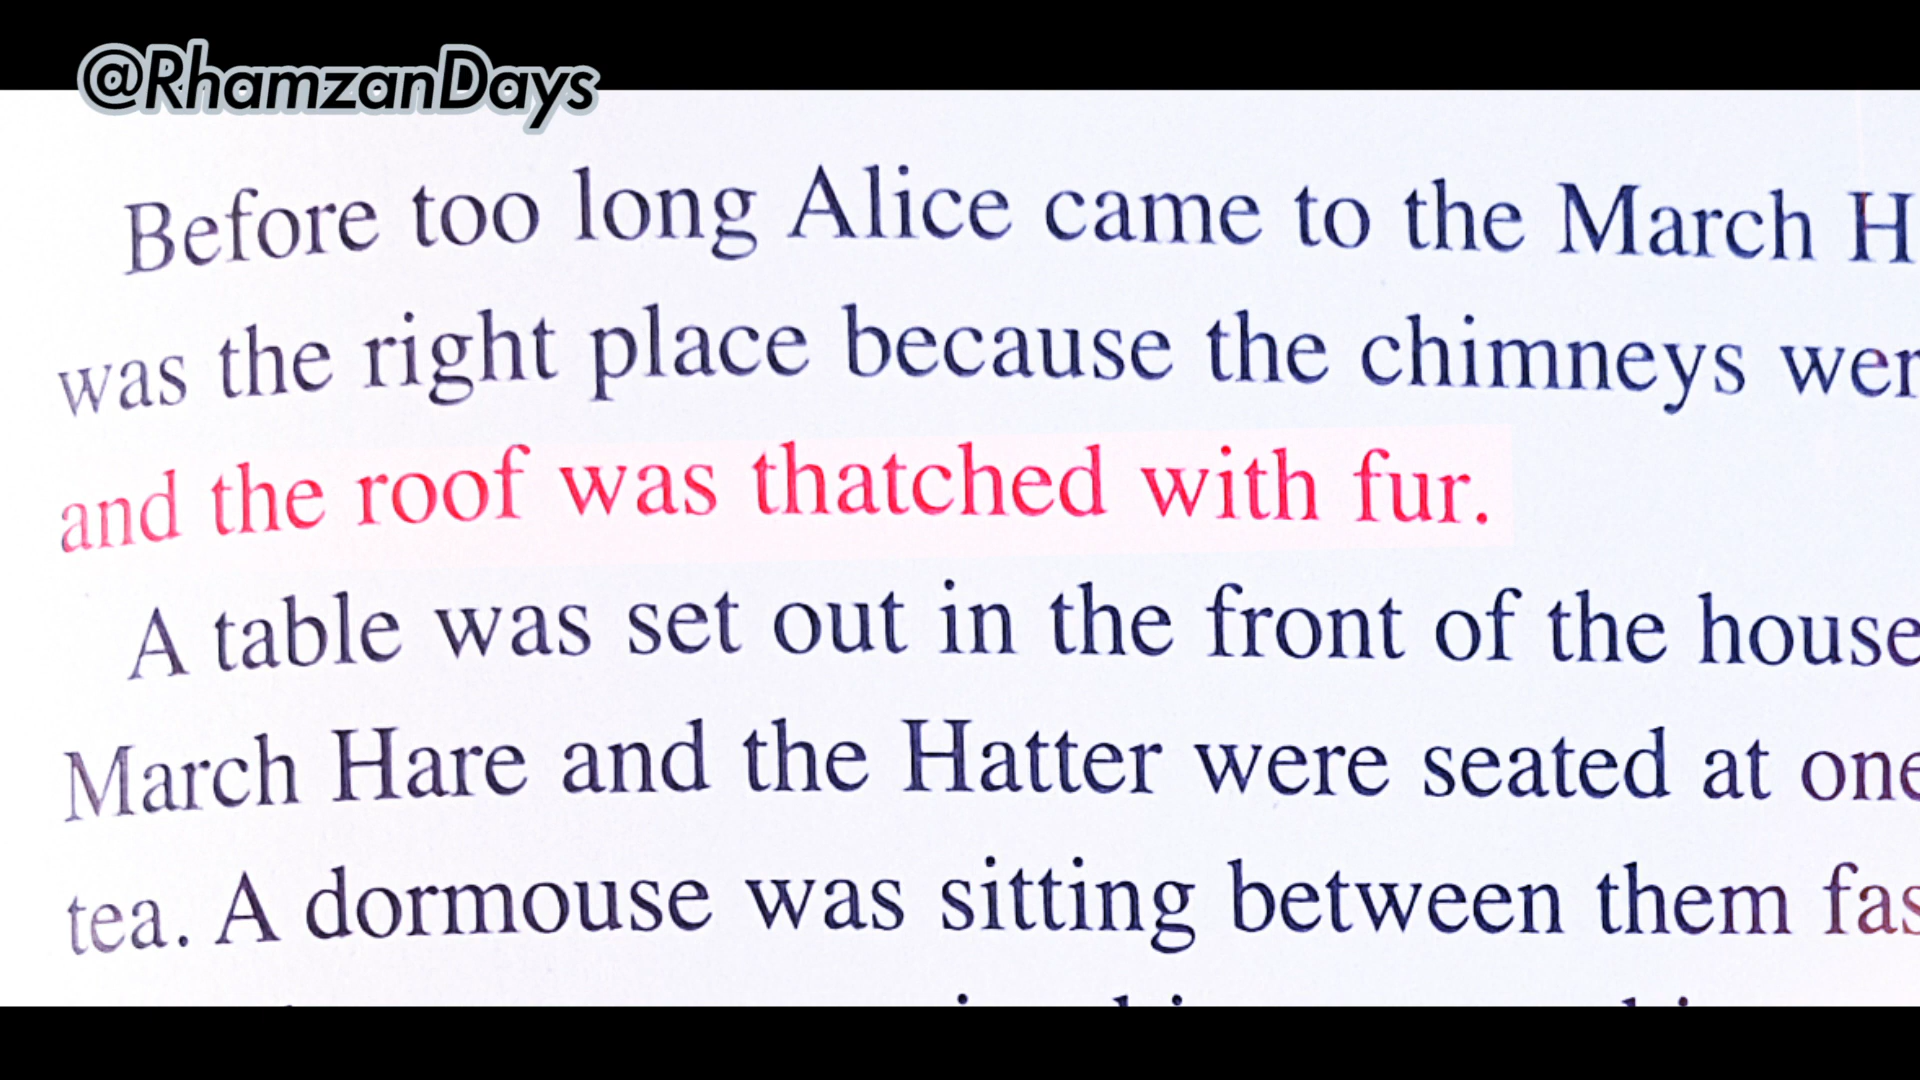 @RhamzanDays
Before too long Alice came to the March H
was the right place because the chimneys wer
and the roof was thatched with fur.
A table was set out in the front of the house
March Hare and the Hatter were seated at one
tea. A dormouse was sitting between them fas